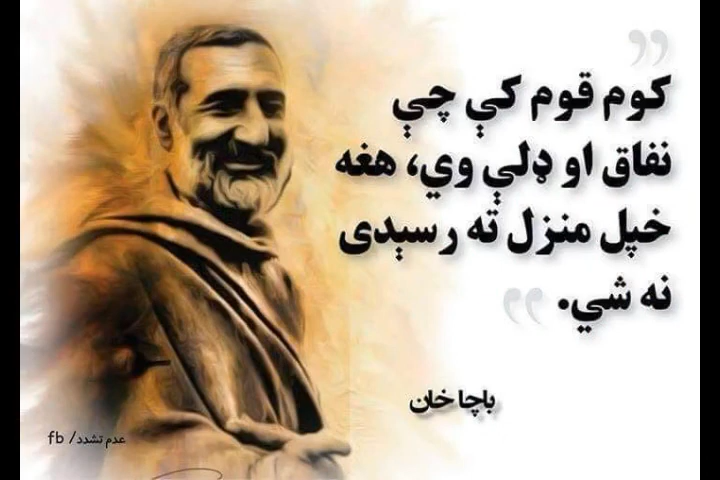 کوم قوم کې چې
نفاق او ډلې وي، هغه
خپل منزل ته رسېدی
نه شي.
باچا خان
عدم تشدد/ fb